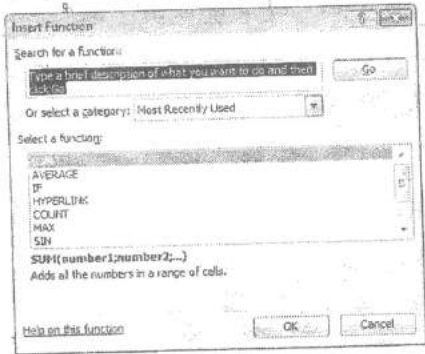 Insert Function
Search for a function:
Type a brief description of what you want to do and then
click Go
Go
Or select a category: Most Recently Used
Select a function:
AVERAGE
IF
HYPERLINK
COUNT
MAX
SIN
SUM(number1;number2;...)
Adds all the numbers in a range of cells.
Help on this function
OK
Cancel